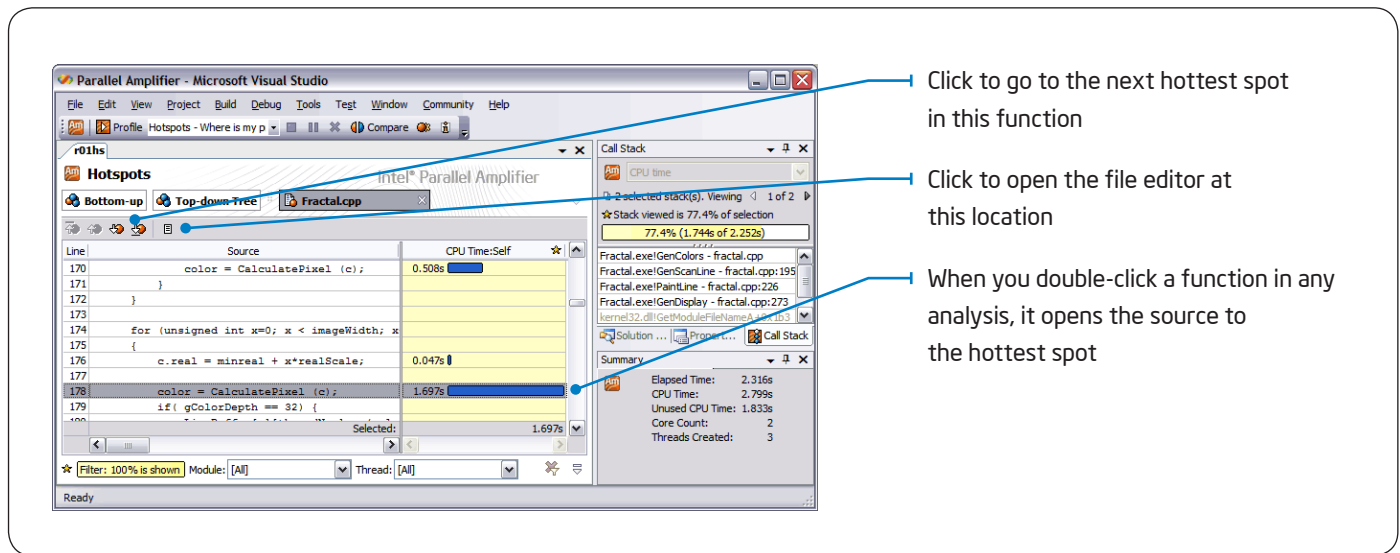 Parallel Amplifier - Microsoft Visual Studio
File Edit View Project Build Debug Tools Test Window Community Help
Profile Hotspots - Where is my p Compare
r01hs
Hotspots
Intel® Parallel Amplifier
Bottom-up Top-down Tree Fractal.cpp
Line Source CPU Time:Self
170 color = CalculatePixel (c); 0.508s
171 }
172 }
173
174 for (unsigned int x=0; x < imageWidth; x
175 {
176 c.real = minreal + x*realScale; 0.047s
177
178 color = CalculatePixel (c); 1.697s
179 if( gColorDepth == 32) {
Selected: 1.697s
Filter: 100% is shown Module: [All] Thread: [All]
Ready
Call Stack
CPU time
2 selected stack(s). Viewing 1 of 2
Stack viewed is 77.4% of selection
77.4% (1.744s of 2.252s)
Fractal.exe!GenColors - fractal.cpp
Fractal.exe!GenScanLine - fractal.cpp:195
Fractal.exe!PaintLine - fractal.cpp:226
Fractal.exe!GenDisplay - fractal.cpp:273
kernel32.dll!GetModuleFileNameA+0x1b3
Solution ... Propert... Call Stack
Summary
Elapsed Time: 2.316s
CPU Time: 2.799s
Unused CPU Time: 1.833s
Core Count: 2
Threads Created: 3
Click to go to the next hottest spot
in this function
Click to open the file editor at
this location
When you double-click a function in any
analysis, it opens the source to
the hottest spot